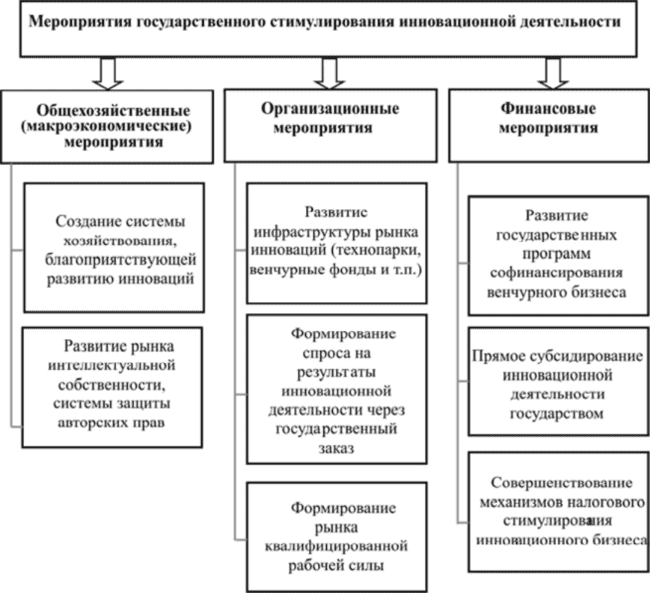 Мероприятия государственного стимулирования инновационной деятельности
Общехозяйственные
(макроэкономические)
мероприятия
Создание системы
хозяйствования,
благоприятствующей
развитию инноваций
Развитие рынка
интеллектуальной
собственности,
системы защиты
авторских прав
Организационные
мероприятия
Развитие
инфраструктуры рынка
инноваций (технопарки,
венчурные фонды и т.п.)
Формирование
спроса на
результаты
инновационной
деятельности через
государственный
заказ
Формирование
рынка
квалифицированной
рабочей силы
Финансовые
мероприятия
Развитие
государственных
программ
софинансирования
венчурного бизнеса
Прямое субсидирование
инновационной
деятельности
государством
Совершенствование
механизмов налогового
стимулирования
инновационного бизнеса